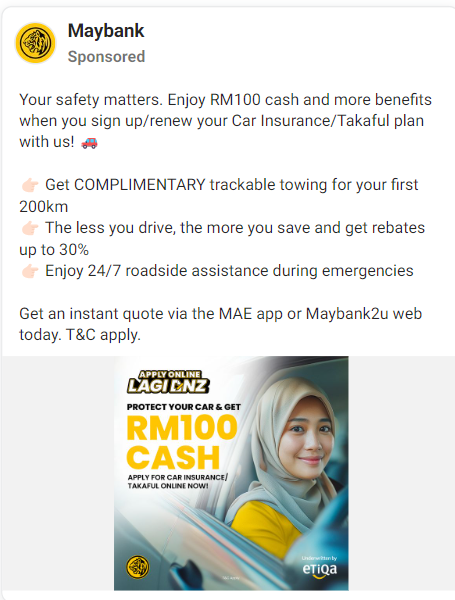 Maybank
Sponsored
Your safety matters. Enjoy RM100 cash and more benefits
when you sign up/renew your Car Insurance/Takaful plan
with us! 🚗
👉🏻 Get COMPLIMENTARY trackable towing for your first
200km
👉🏻 The less you drive, the more you save and get rebates
up to 30%
👉🏻 Enjoy 24/7 roadside assistance during emergencies
Get an instant quote via the MAE app or Maybank2u web
today. T&C apply.
APPLY ONLINE
LAGI DNZ
PROTECT YOUR CAR & GET
RM100
CASH
APPLY FOR CAR INSURANCE/
TAKAFUL ONLINE NOW!
Underwritten by
etiqa